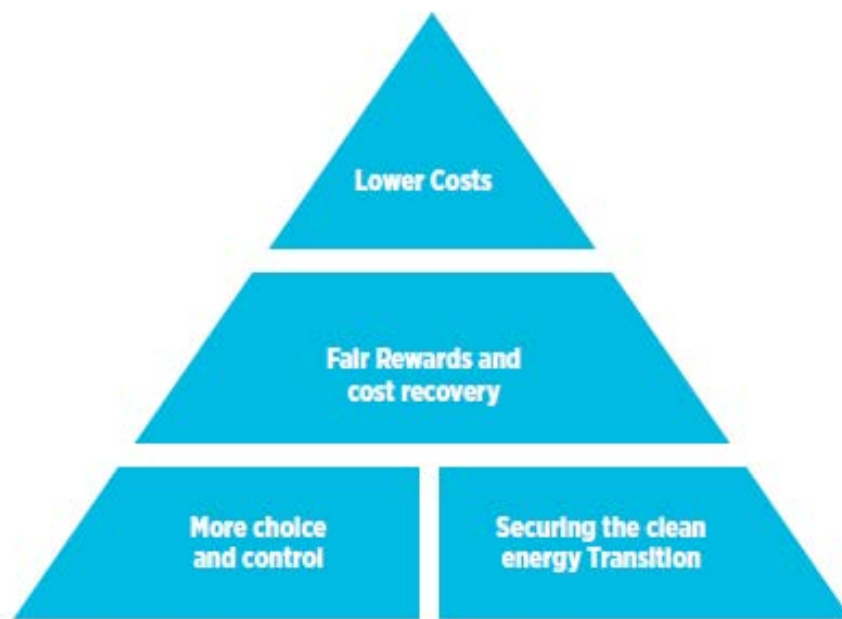 Lower Costs
Fair Rewards and
cost recovery
More choice
and control
Securing the clean
energy Transition